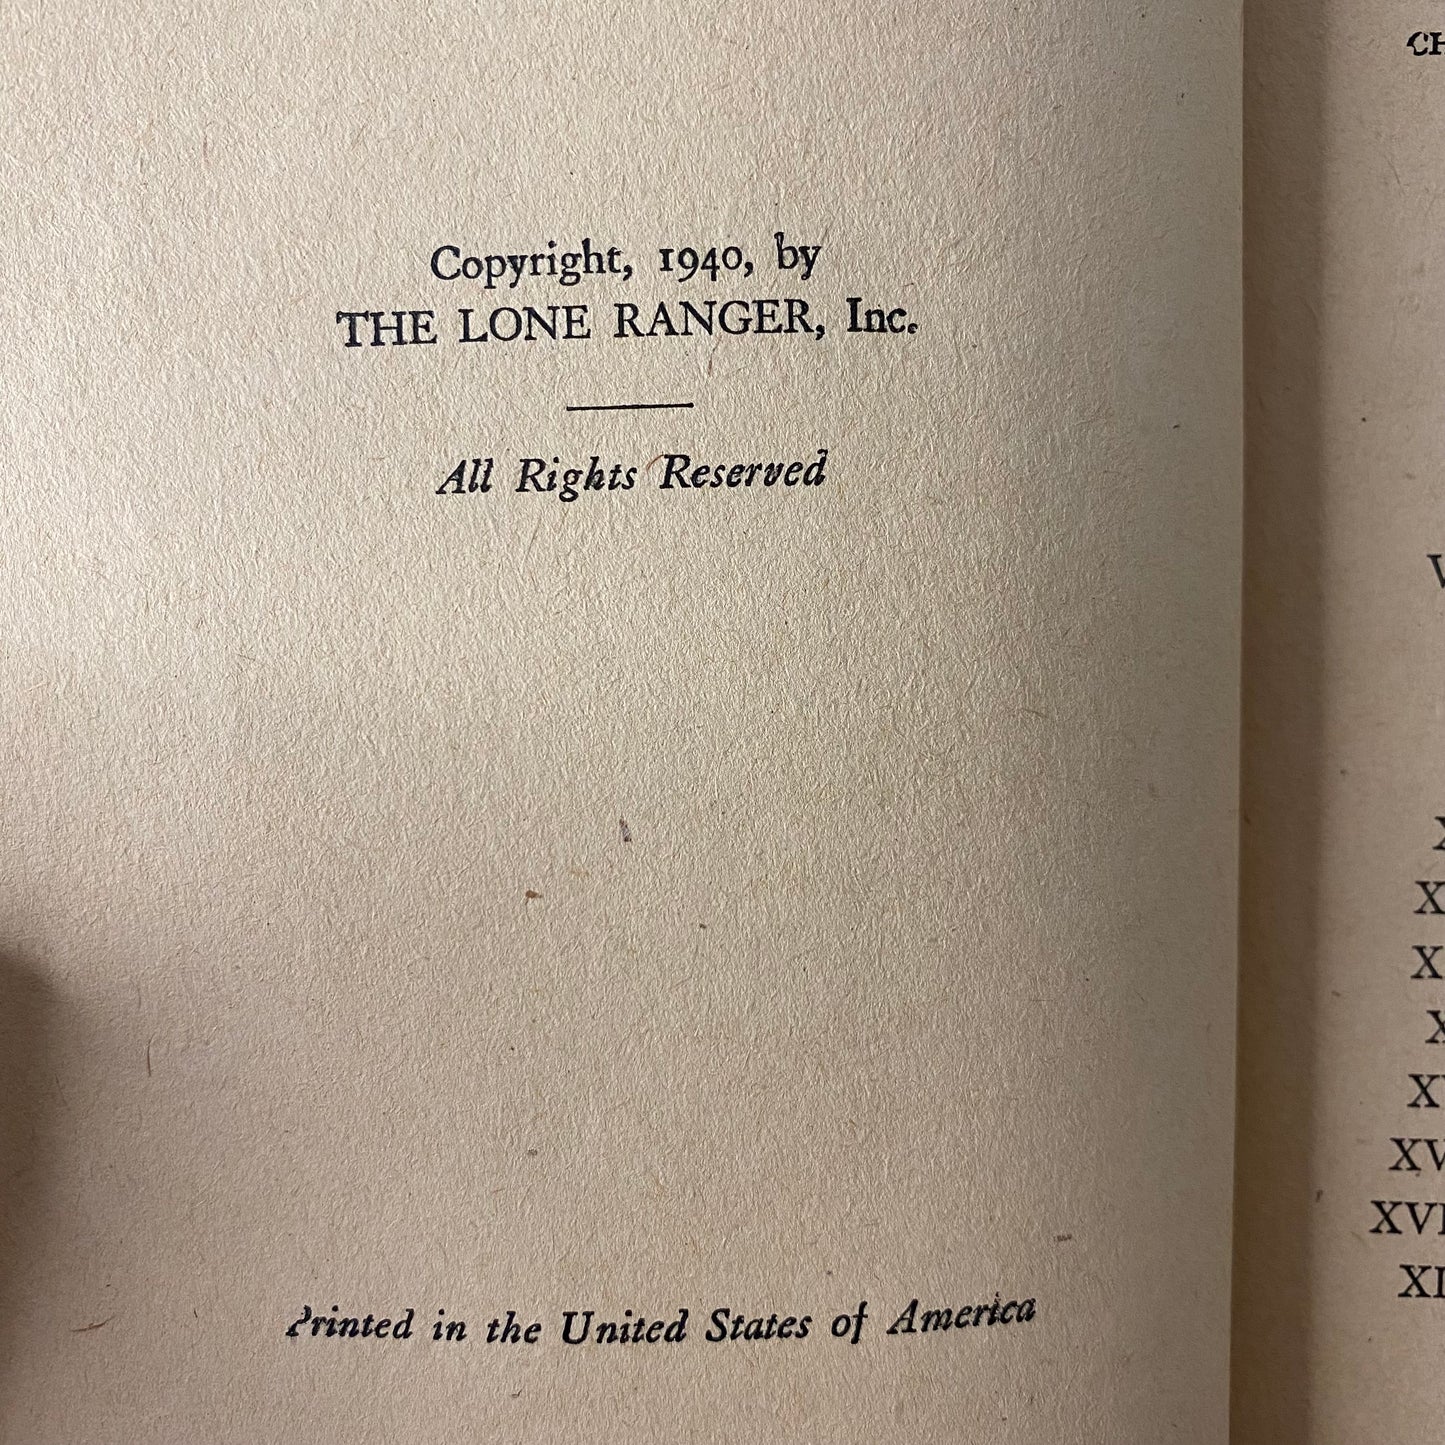 Copyright, 1940, by
THE LONE RANGER, Inc.
All Rights Reserved
Printed in the United States of America